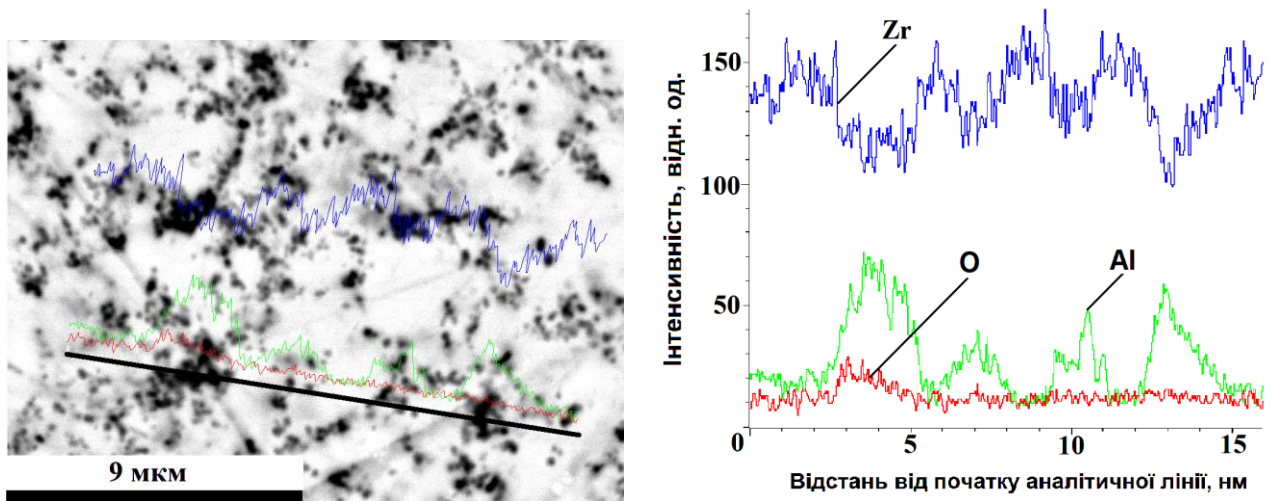 9 мкм
Інтенсивність, відн. од.
150
100
50
0
5
10
15
Zr
O
Al
Відстань від початку аналітичної лінії, нм